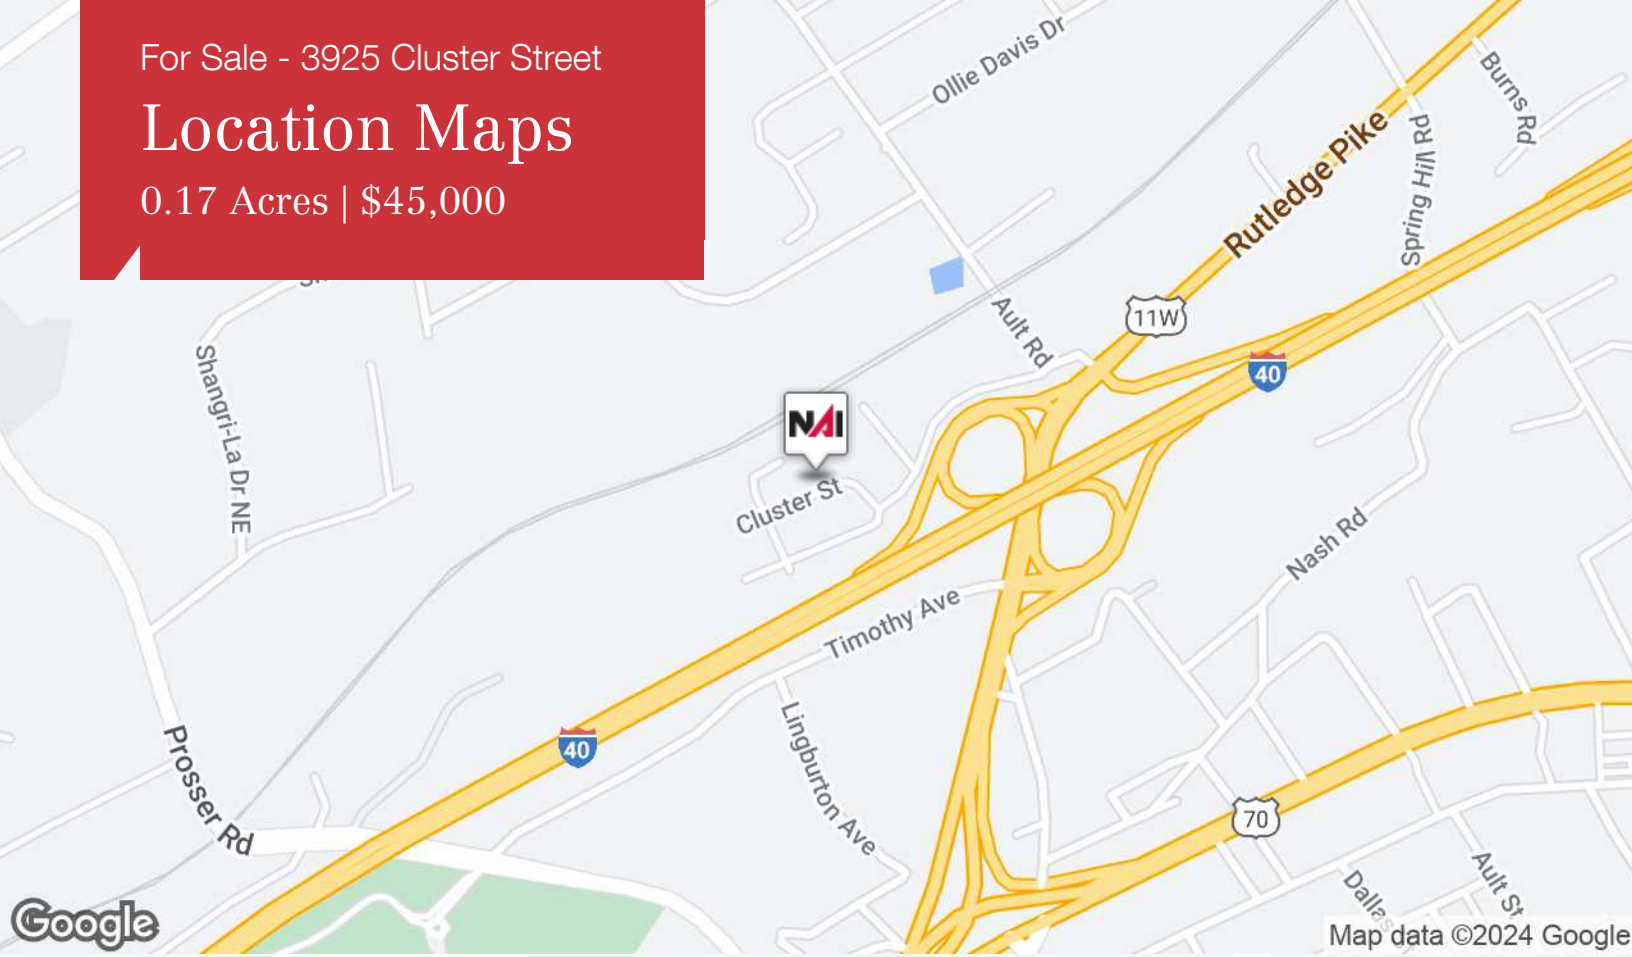 For Sale - 3925 Cluster Street
Location Maps
0.17 Acres | $45,000
Ollie Davis Dr
Burns Rd
Rutledge Pike
Spring Hill Rd
11W
Ault Rd
40
Shangri-La Dr NE
NAI
Cluster St
Nash Rd
Timothy Ave
40
Lingburton Ave
Prosser Rd
70
Ault St
Google
Map data ©2024 Google